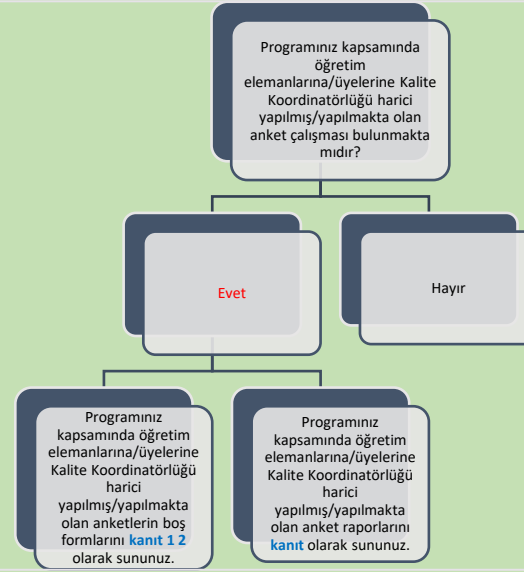 Programınız kapsamında
öğretim
elemanlarına/üyelerine Kalite
Koordinatörlüğü harici
yapılmış/yapılmakta olan
anket çalışması bulunmakta
mıdır?
Evet
Hayır
Programınız
kapsamında öğretim
elemanlarına/üyelerine
Kalite Koordinatörlüğü
harici
yapılmış/yapılmakta
olan anketlerin boş
formlarını kanıt 1 2
olarak sununuz.
Programınız
kapsamında öğretim
elemanlarına/üyelerine
Kalite Koordinatörlüğü
harici
yapılmış/yapılmakta
olan anket raporlarını
kanıt olarak sununuz.